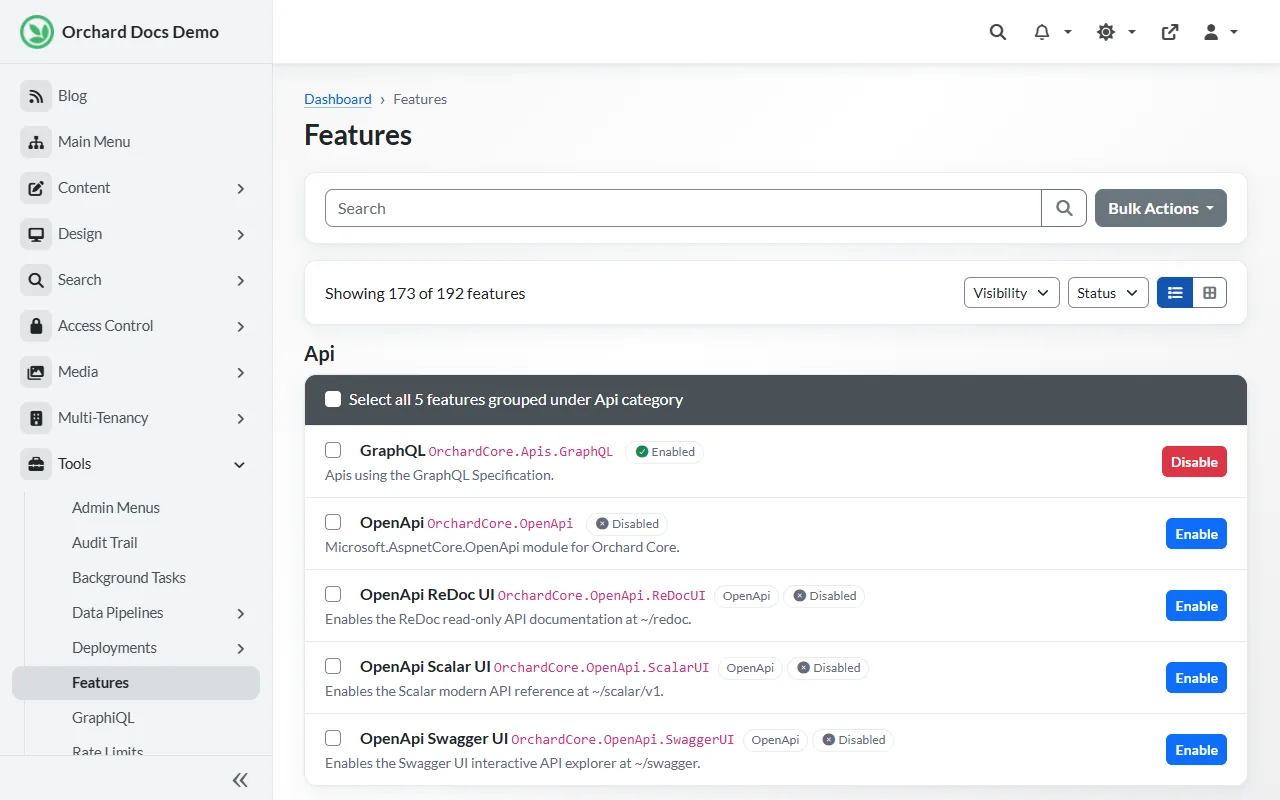 Orchard Docs Demo
Blog
Main Menu
Content
Design
Search
Access Control
Media
Multi-Tenancy
Tools
Admin Menus
Audit Trail
Background Tasks
Data Pipelines
Deployments
Features
GraphiQL
Rate Limits
Dashboard › Features
Features
Search
Bulk Actions
Showing 173 of 192 features
Visibility
Status
Api
Select all 5 features grouped under Api category
GraphQL OrchardCore.Apis.GraphQL Enabled
Apis using the GraphQL Specification.
Disable
OpenApi OrchardCore.OpenApi Disabled
Microsoft.AspnetCore.OpenApi module for Orchard Core.
Enable
OpenApi ReDoc UI OrchardCore.OpenApi.ReDocUI OpenApi Disabled
Enables the ReDoc read-only API documentation at ~/redoc.
Enable
OpenApi Scalar UI OrchardCore.OpenApi.ScalarUI OpenApi Disabled
Enables the Scalar modern API reference at ~/scalar/v1.
Enable
OpenApi Swagger UI OrchardCore.OpenApi.SwaggerUI OpenApi Disabled
Enables the Swagger UI interactive API explorer at ~/swagger.
Enable